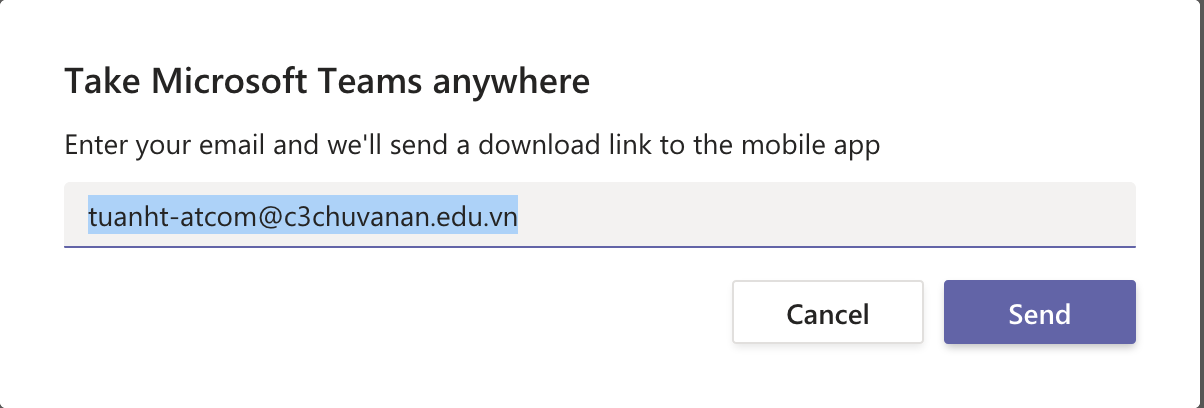 Take Microsoft Teams anywhere
Enter your email and we'll send a download link to the mobile app
tuanht-atcom@c3chuvanan.edu.vn
Cancel
Send